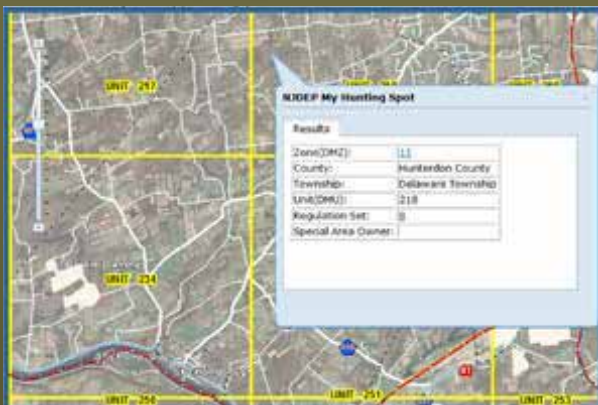 UNIT - 217
NJDEP My Hunting Spot
Results
Zone(DMZ):
County: Hunterdon County
Township: Delaware Township
Unit(DMU): 218
Regulation Set:
Special Area Owner:
UNIT - 234
UNIT - 250
UNIT - 251
UNIT - 253